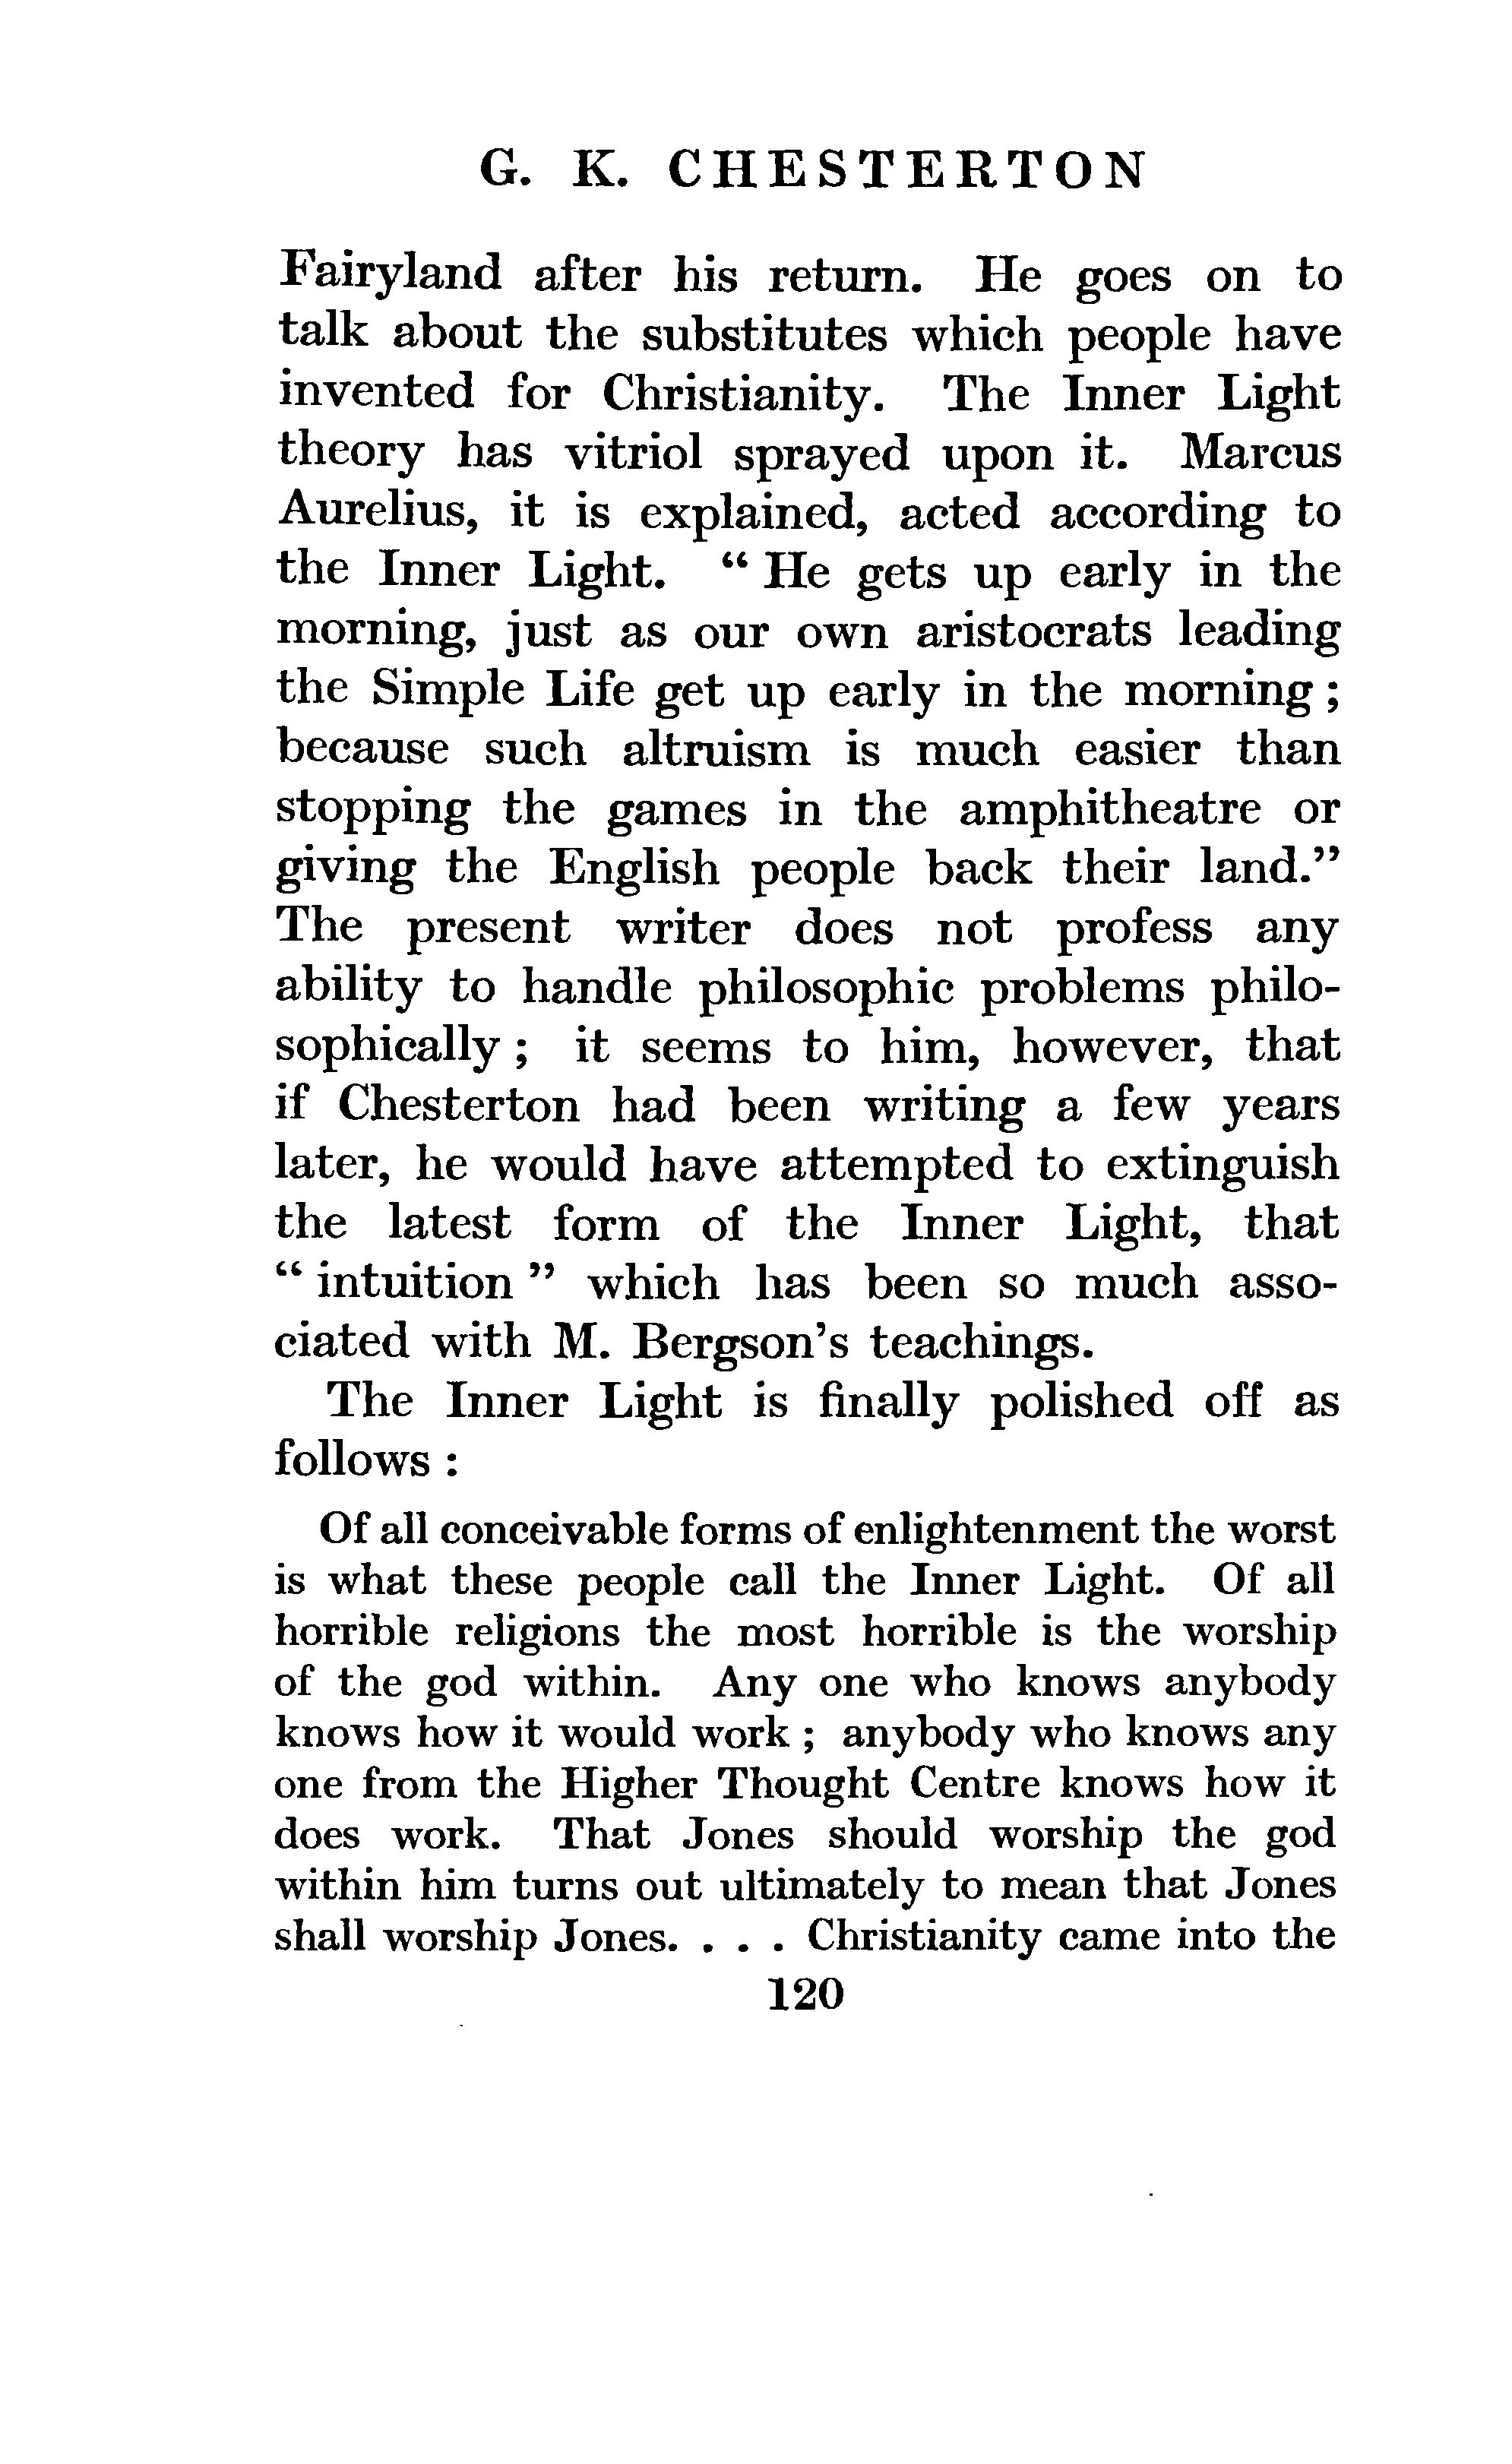 G. K. CHESTERTON
Fairyland after his return. He goes on to
talk about the substitutes which people have
invented for Christianity. The Inner Light
theory has vitriol sprayed upon it. Marcus
Aurelius, it is explained, acted according to
the Inner Light. “ He gets up early in the
morning, just as our own aristocrats leading
the Simple Life get up early in the morning ;
because such altruism is much easier than
stopping the games in the amphitheatre or
giving the English people back their land.”
The present writer does not profess any
ability to handle philosophic problems philo-
sophically ; it seems to him, however, that
if Chesterton had been writing a few years
later, he would have attempted to extinguish
the latest form of the Inner Light, that
“ intuition ” which has been so much asso-
ciated with M. Bergson’s teachings.
The Inner Light is finally polished off as
follows :
Of all conceivable forms of enlightenment the worst
is what these people call the Inner Light. Of all
horrible religions the most horrible is the worship
of the god within. Any one who knows anybody
knows how it would work ; anybody who knows any
one from the Higher Thought Centre knows how it
does work. That Jones should worship the god
within him turns out ultimately to mean that Jones
shall worship Jones. . . . Christianity came into the
120